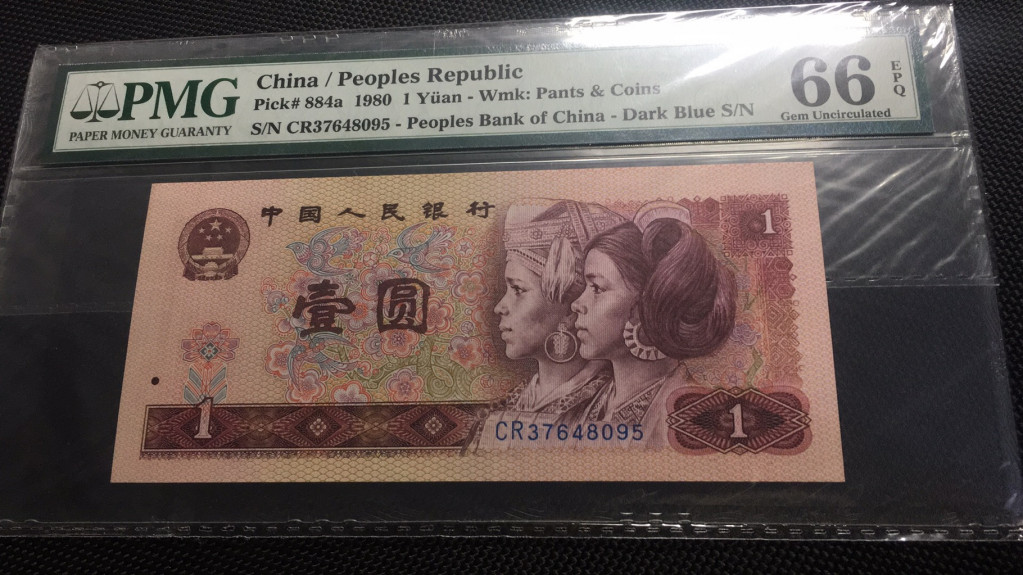 PMG
PAPER MONEY GUARANTY
China / Peoples Republic
Pick# 884a 1980 1 Yüan - Wmk: Pants & Coins
S/N CR37648095 - Peoples Bank of China - Dark Blue S/N
66
EPQ
Gem Uncirculated
中国人民银行
1
壹圆
1
CR37648095
1